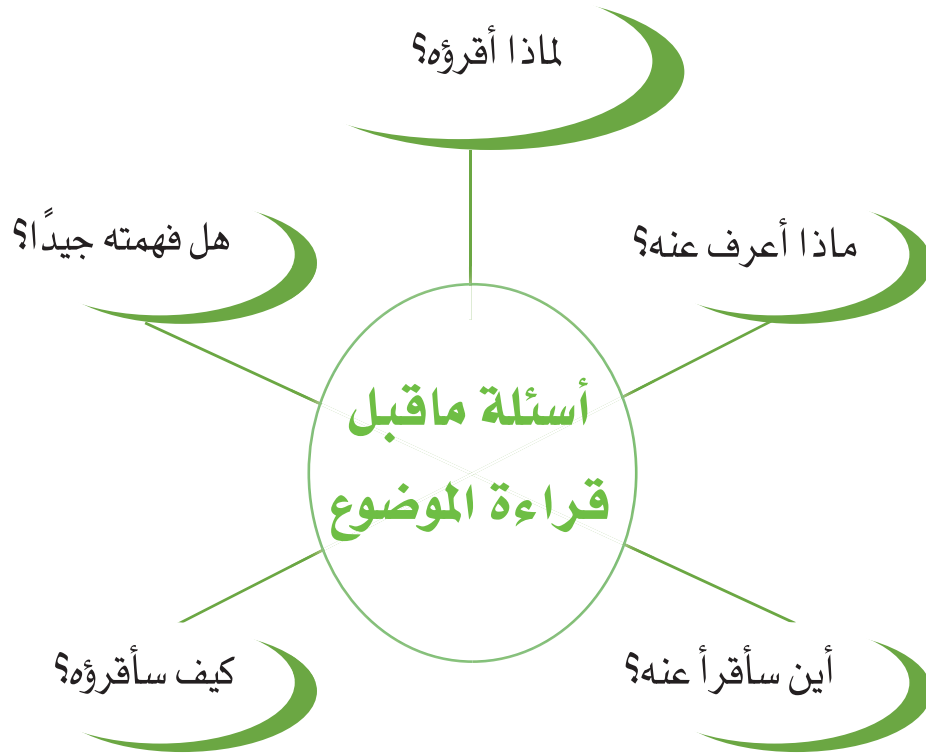 لماذا أقرؤه؟
ماذا أعرف عنه؟
هل فهمته جيدًا؟
أسئلة ماقبل
قراءة الموضوع
أين سأقرأ عنه؟
كيف سأقرؤه؟